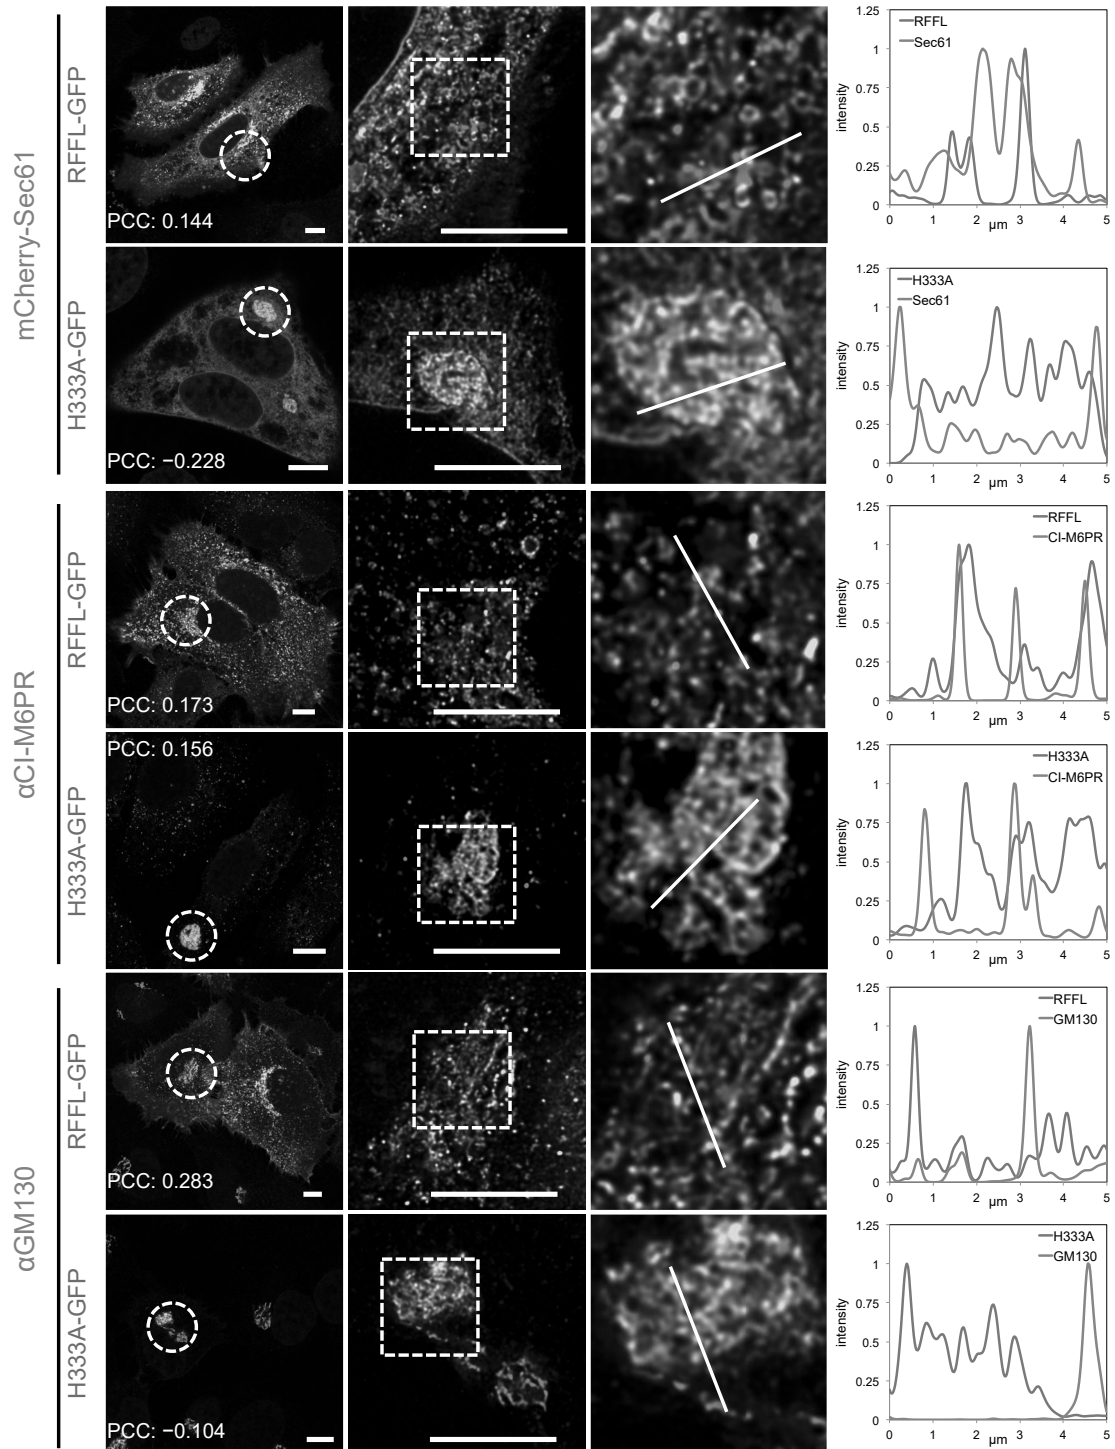 mCherry-Sec61
RFFL-GFP
PCC: 0.144
RFFL
Sec61
intensity
1.25
1
0.75
0.5
0.25
0
0 1 2 3 4 5
µm
H333A-GFP
PCC: −0.228
H333A
Sec61
intensity
1.25
1
0.75
0.5
0.25
0
0 1 2 3 4 5
µm
αCI-M6PR
RFFL-GFP
PCC: 0.173
RFFL
CI-M6PR
intensity
1.25
1
0.75
0.5
0.25
0
0 1 2 3 4 5
µm
H333A-GFP
PCC: 0.156
H333A
CI-M6PR
intensity
1.25
1
0.75
0.5
0.25
0
0 1 2 3 4 5
µm
αGM130
RFFL-GFP
PCC: 0.283
RFFL
GM130
intensity
1.25
1
0.75
0.5
0.25
0
0 1 2 3 4 5
µm
H333A-GFP
PCC: −0.104
H333A
GM130
intensity
1.25
1
0.75
0.5
0.25
0
0 1 2 3 4 5
µm